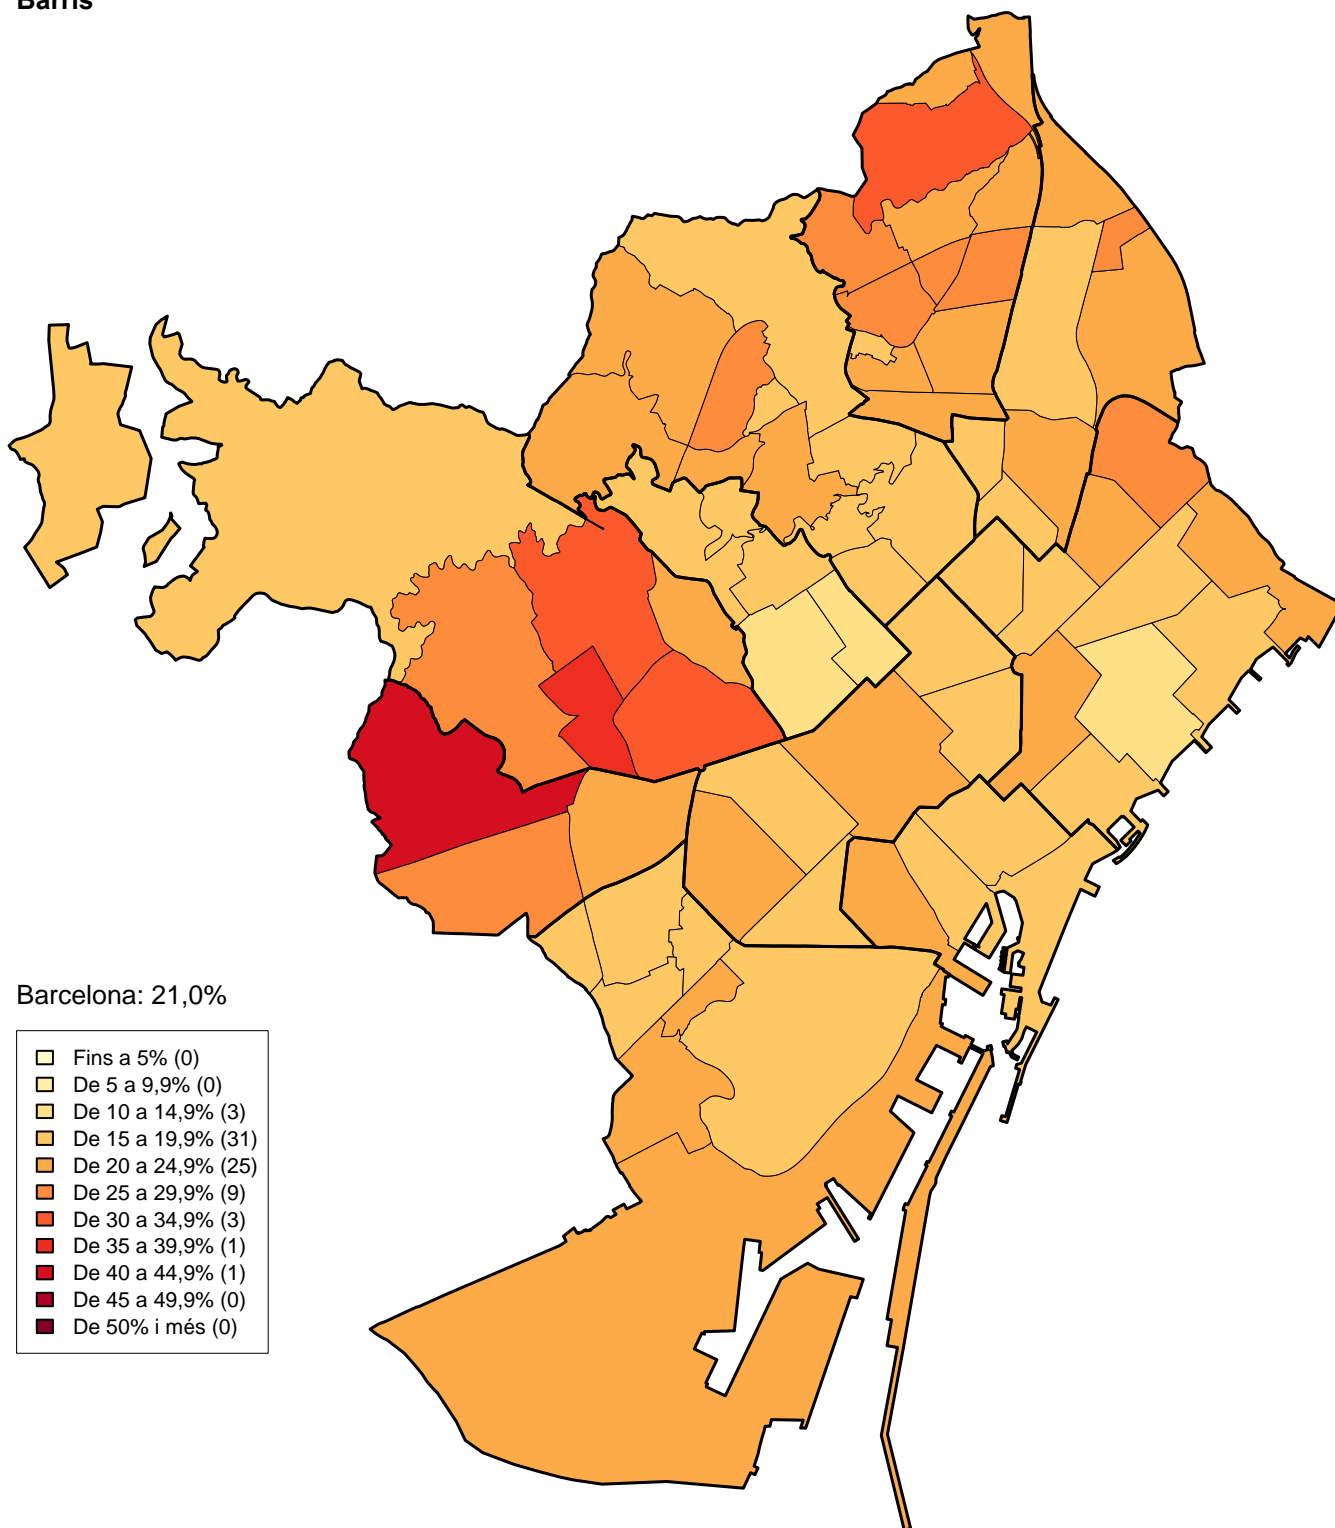 Barris
Barcelona: 21,0%
Fins a 5% (0)
De 5 a 9,9% (0)
De 10 a 14,9% (3)
De 15 a 19,9% (31)
De 20 a 24,9% (25)
De 25 a 29,9% (9)
De 30 a 34,9% (3)
De 35 a 39,9% (1)
De 40 a 44,9% (1)
De 45 a 49,9% (0)
De 50% i més (0)